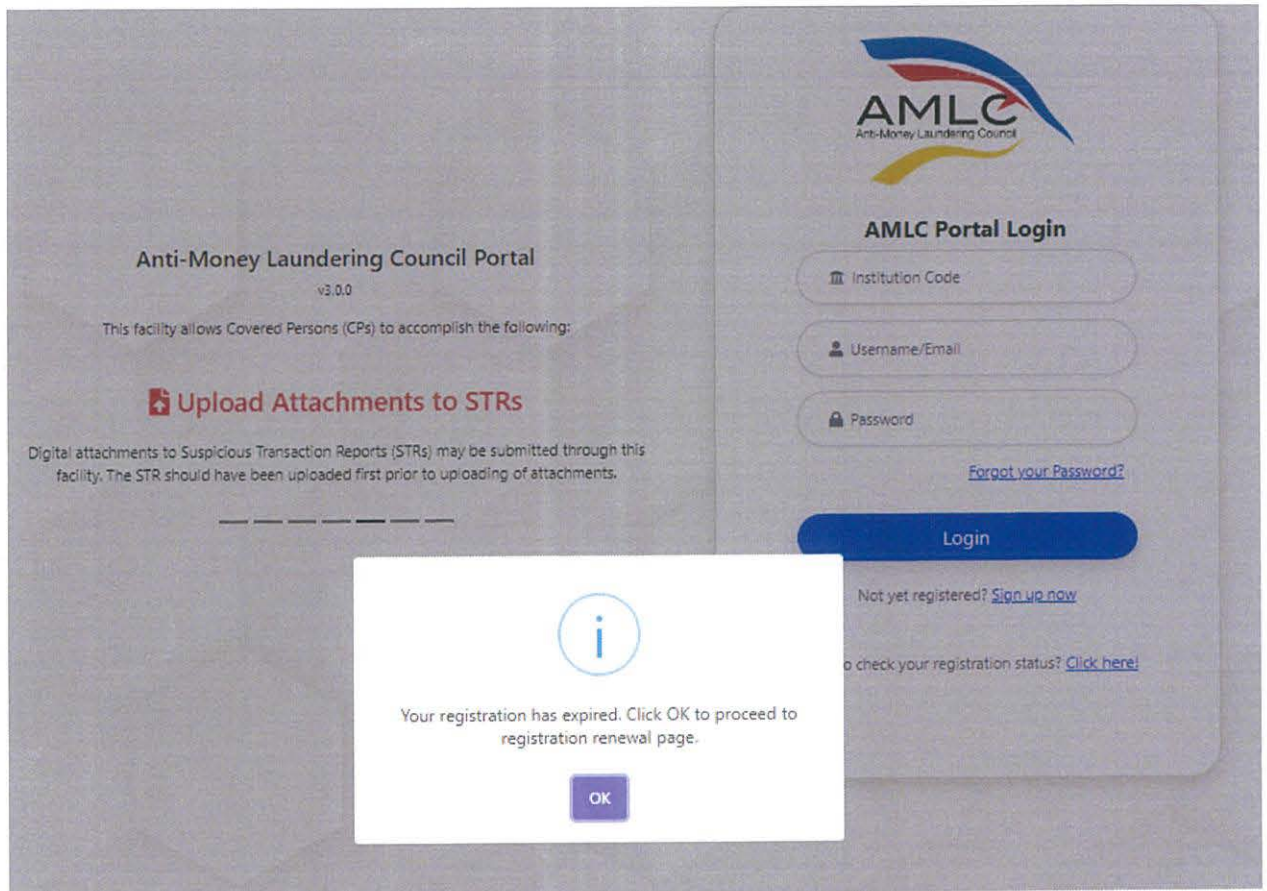 Anti-Money Laundering Council Portal
v3.0.0
This facility allows Covered Persons (CPs) to accomplish the following:
Upload Attachments to STRs
Digital attachments to Suspicious Transaction Reports (STRs) may be submitted through this
facility. The STR should have been uploaded first prior to uploading of attachments.
AMLC
Anti-Money Laundering Council
AMLC Portal Login
Institution Code
Username/Email
Password
Forgot your Password?
Login
Not yet registered? Sign up now
o check your registration status? Click here!
i
Your registration has expired. Click OK to proceed to
registration renewal page.
OK